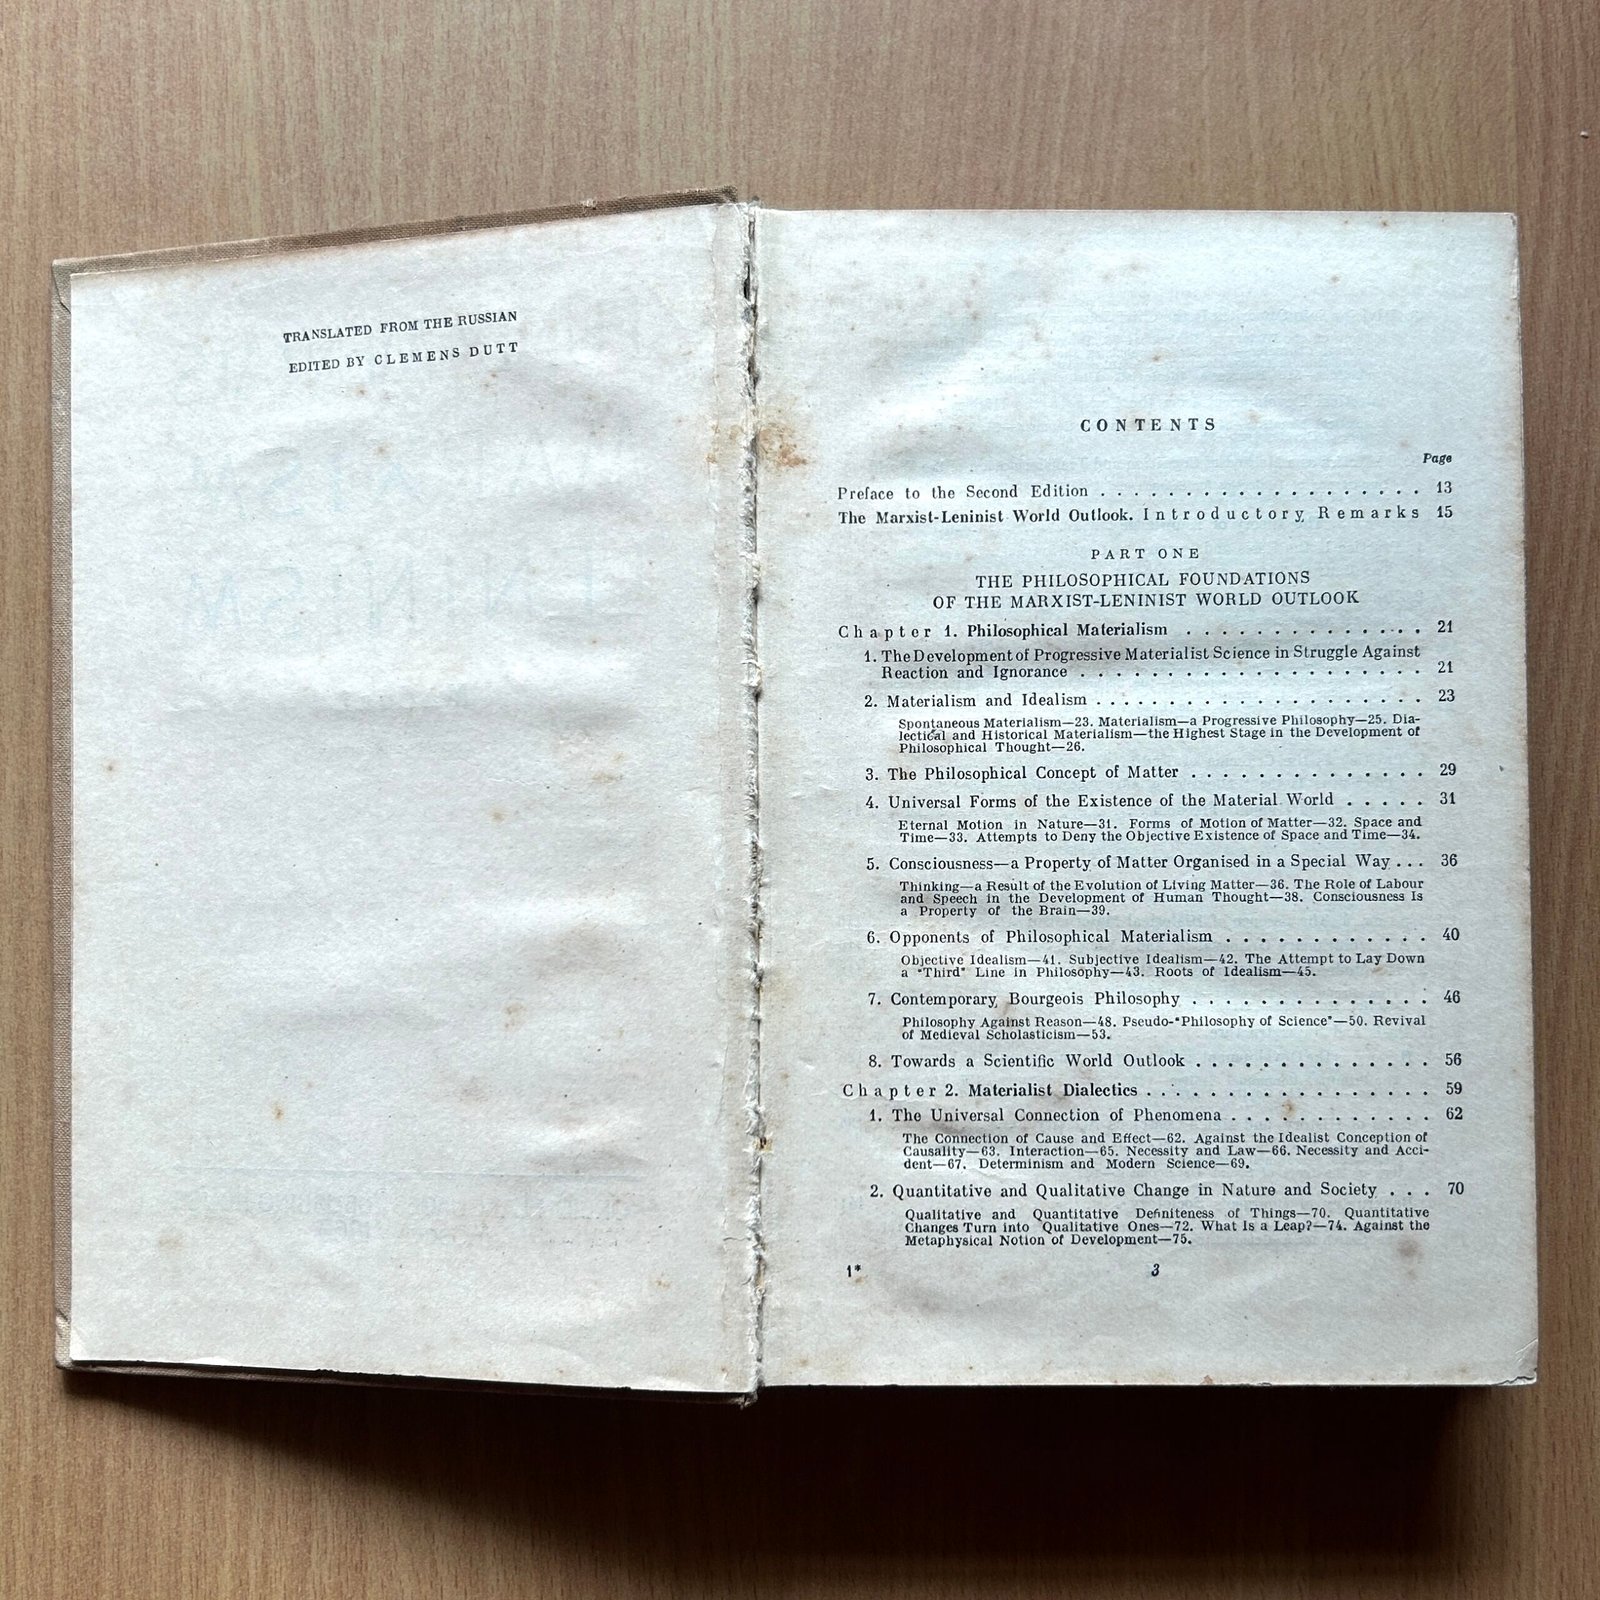 TRANSLATED FROM THE RUSSIAN
EDITED BY CLEMENS DUTT
CONTENTS
Page
Preface to the Second Edition . . . . . . . . . . . . . . . . . . . 13
The Marxist-Leninist World Outlook. Introductory Remarks 15
PART ONE
THE PHILOSOPHICAL FOUNDATIONS
OF THE MARXIST-LENINIST WORLD OUTLOOK
Chapter 1. Philosophical Materialism . . . . . . . . . . . . . . 21
1. The Development of Progressive Materialist Science in Struggle Against
Reaction and Ignorance . . . . . . . . . . . . . . . . . . . . . 21
2. Materialism and Idealism . . . . . . . . . . . . . . . . . . . . 23
Spontaneous Materialism—23. Materialism—a Progressive Philosophy—25. Dia-
lectical and Historical Materialism—the Highest Stage in the Development of
Philosophical Thought—26.
3. The Philosophical Concept of Matter . . . . . . . . . . . . . . 29
4. Universal Forms of the Existence of the Material World . . . . . 31
Eternal Motion in Nature—31. Forms of Motion of Matter—32. Space and
Time—33. Attempts to Deny the Objective Existence of Space and Time—34.
5. Consciousness—a Property of Matter Organised in a Special Way . . . 36
Thinking—a Result of the Evolution of Living Matter—36. The Role of Labour
and Speech in the Development of Human Thought—38. Consciousness Is
a Property of the Brain—39.
6. Opponents of Philosophical Materialism . . . . . . . . . . . . 40
Objective Idealism—41. Subjective Idealism—42. The Attempt to Lay Down
a "Third" Line in Philosophy—43. Roots of Idealism—45.
7. Contemporary Bourgeois Philosophy . . . . . . . . . . . . . . 46
Philosophy Against Reason—48. Pseudo-"Philosophy of Science"—50. Revival
of Medieval Scholasticism—53.
8. Towards a Scientific World Outlook . . . . . . . . . . . . . . 56
Chapter 2. Materialist Dialectics . . . . . . . . . . . . . . . . . 59
1. The Universal Connection of Phenomena . . . . . . . . . . . . 62
The Connection of Cause and Effect—62. Against the Idealist Conception of
Causality—63. Interaction—65. Necessity and Law—66. Necessity and Acci-
dent—67. Determinism and Modern Science—69.
2. Quantitative and Qualitative Change in Nature and Society . . . 70
Qualitative and Quantitative Definiteness of Things—70. Quantitative
Changes Turn into Qualitative Ones—72. What Is a Leap?—74. Against the
Metaphysical Notion of Development—75.
1* 3